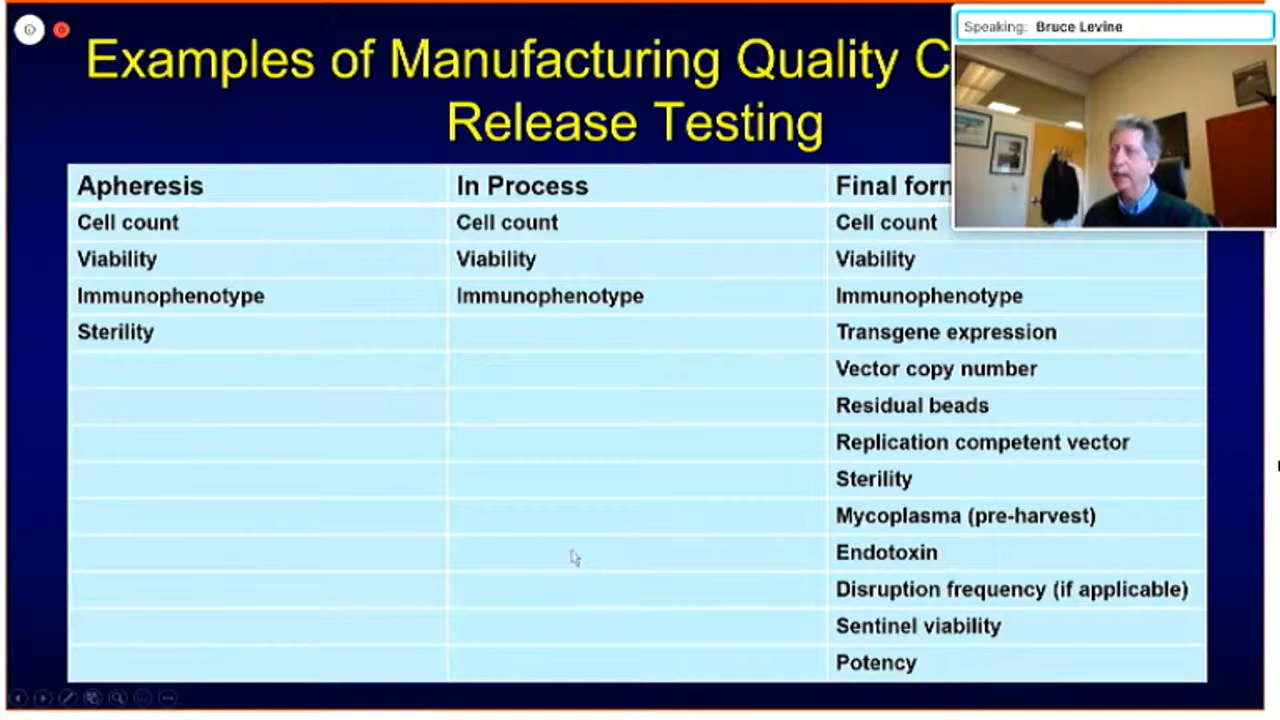 Speaking: Bruce Levine
Examples of Manufacturing Quality C
Release Testing
Apheresis In Process Final form
Cell count Cell count Cell count
Viability Viability Viability
Immunophenotype Immunophenotype Immunophenotype
Sterility Transgene expression
Vector copy number
Residual beads
Replication competent vector
Sterility
Mycoplasma (pre-harvest)
Endotoxin
Disruption frequency (if applicable)
Sentinel viability
Potency